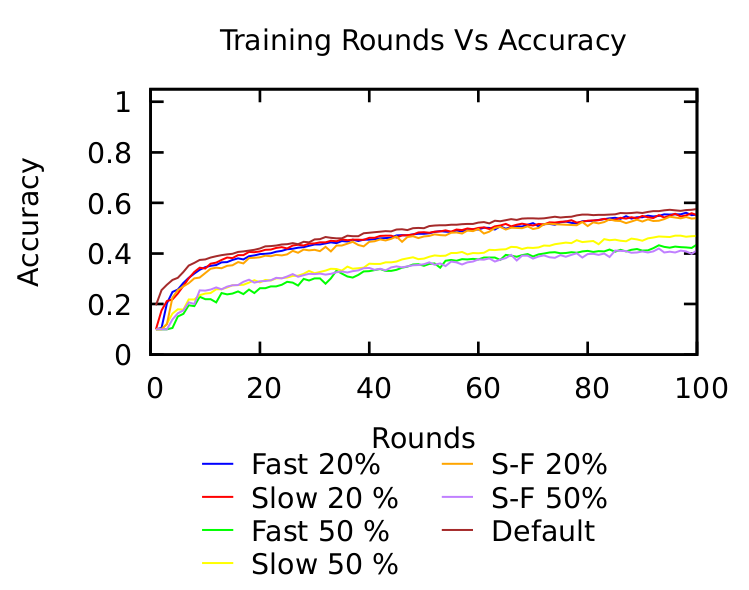 Training Rounds Vs Accuracy
1
0.8
0.6
0.4
0.2
0
Accuracy
0 20 40 60 80 100
Rounds
Fast 20% S-F 20%
Slow 20 % S-F 50%
Fast 50 % Default
Slow 50 %